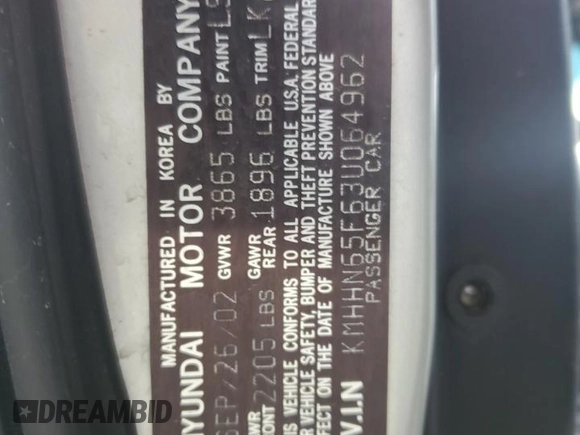 MANUFACTURED IN KOREA BY
HYUNDAI MOTOR COMPANY
SEP/26/02 GVWR 3865 LBS PAINT
2205 LBS GAWR REAR 1896 LBS TRIM
VEHICLE CONFORMS TO ALL APPLICABLE U.S.A. FEDERAL
VEHICLE SAFETY, BUMPER AND THEFT PREVENTION STANDARDS
ON THE DATE OF MANUFACTURE SHOWN ABOVE
V.I.N KMHHN65F63U064962
PASSENGER CAR
DREAMBID